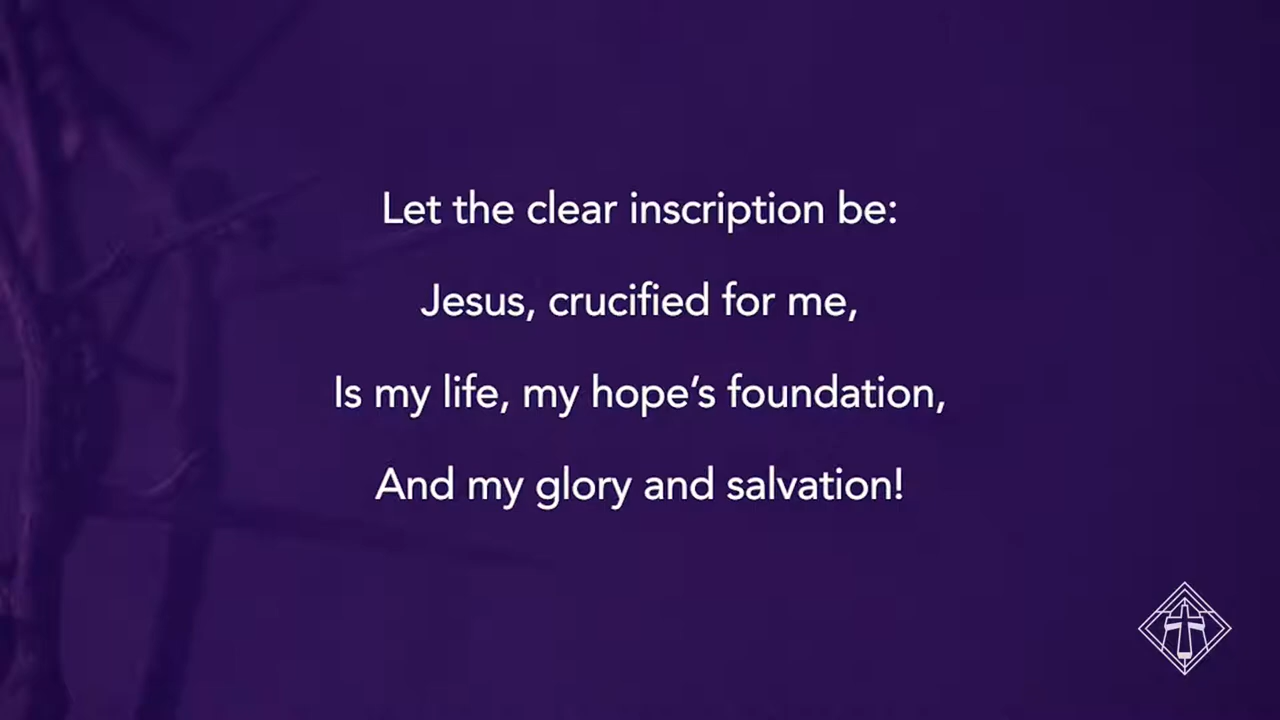 Let the clear inscription be:
Jesus, crucified for me,
Is my life, my hope’s foundation,
And my glory and salvation!